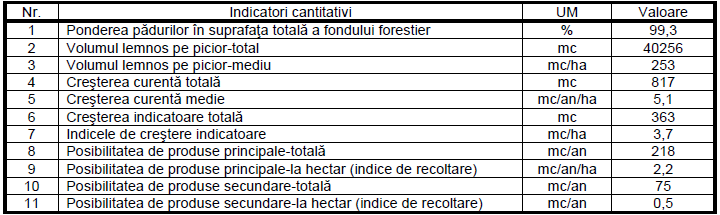 Nr. Indicatori cantitativi UM Valoare
1 Ponderea pădurilor în suprafaţa totală a fondului forestier % 99,3
2 Volumul lemnos pe picior-total mc 40256
3 Volumul lemnos pe picior-mediu mc/ha 253
4 Creşterea curentă totală mc 817
5 Creşterea curentă medie mc/an/ha 5,1
6 Creşterea indicatoare totală mc 363
7 Indicele de creştere indicatoare mc/ha 3,7
8 Posibilitatea de produse principale-totală mc/an 218
9 Posibilitatea de produse principale-la hectar (indice de recoltare) mc/an/ha 2,2
10 Posibilitatea de produse secundare-totală mc/an 75
11 Posibilitatea de produse secundare-la hectar (indice de recoltare) mc/an 0,5